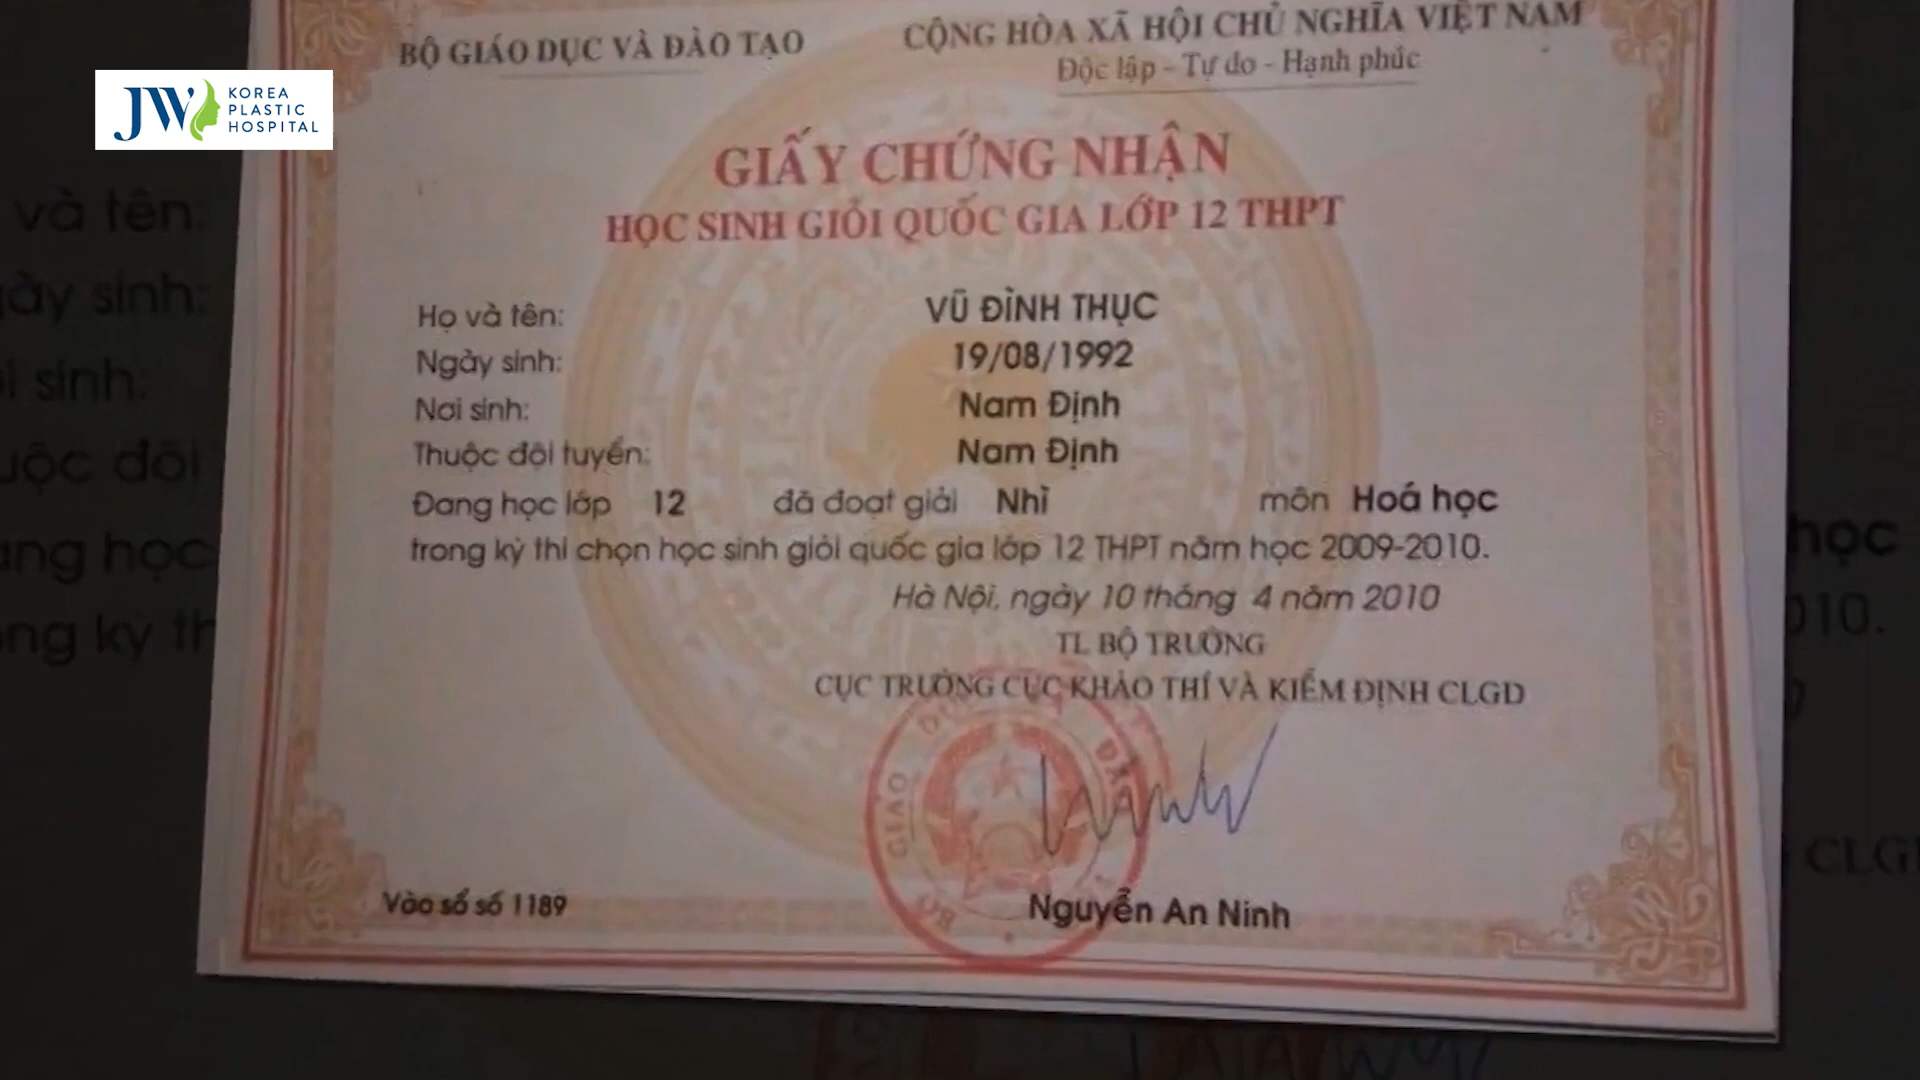 BỘ GIÁO DỤC VÀ ĐÀO TẠO
CỘNG HÒA XÃ HỘI CHỦ NGHĨA VIỆT NAM
Độc lập - Tự do - Hạnh phúc
JW KOREA
PLASTIC
HOSPITAL
GIẤY CHỨNG NHẬN
HỌC SINH GIỎI QUỐC GIA LỚP 12 THPT
Họ và tên: VŨ ĐÌNH THỤC
Ngày sinh: 19/08/1992
Nơi sinh: Nam Định
Thuộc đội tuyển: Nam Định
Đang học lớp 12 đã đoạt giải Nhì môn Hoá học
trong kỳ thi chọn học sinh giỏi quốc gia lớp 12 THPT năm học 2009-2010.
Hà Nội, ngày 10 tháng 4 năm 2010
TL BỘ TRƯỞNG
CỤC TRƯỞNG CỤC KHẢO THÍ VÀ KIỂM ĐỊNH CLGD
Vào sổ số 1189
Nguyễn An Ninh